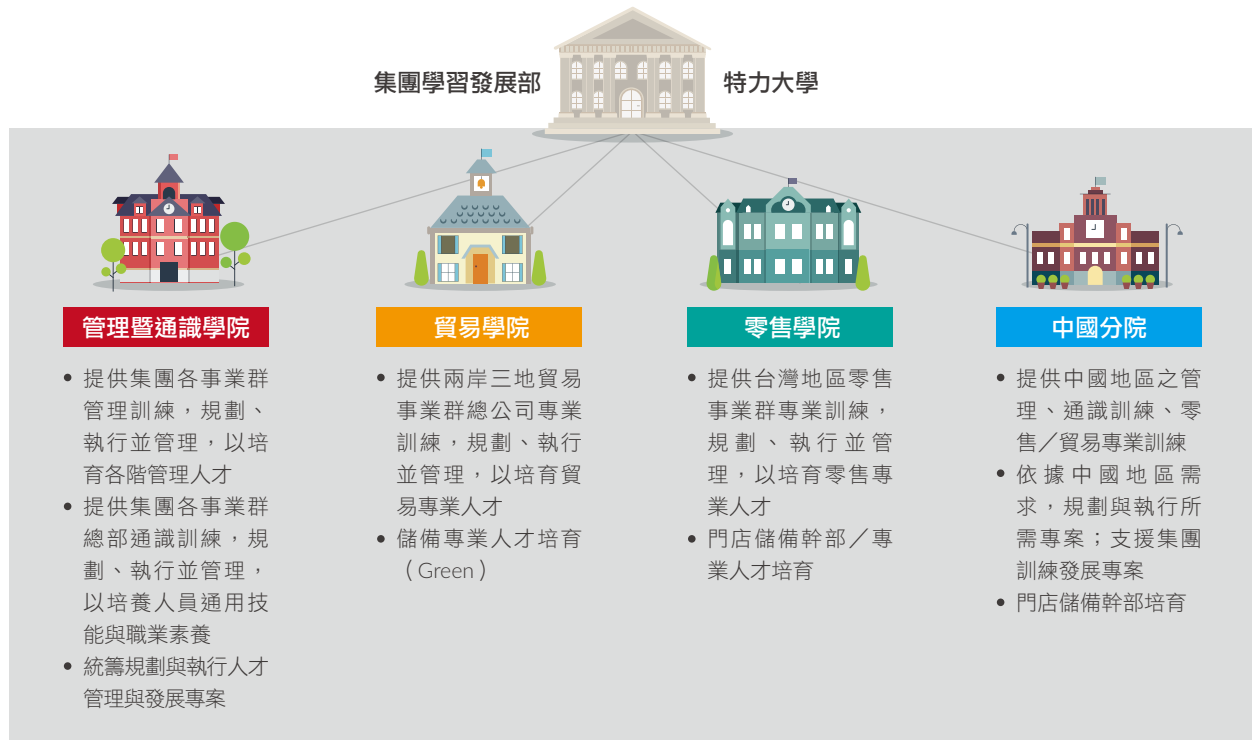 集團學習發展部
特力大學
管理暨通識學院
• 提供集團各事業群
管理訓練，規劃、
執行並管理，以培
育各階管理人才
• 提供集團各事業群
總部通識訓練，規
劃、執行並管理，
以培養人員通用技
能與職業素養
• 統籌規劃與執行人才
管理與發展專案
貿易學院
• 提供兩岸三地貿易
事業群總公司專業
訓練，規劃、執行
並管理，以培育貿
易專業人才
• 儲備專業人才培育
（Green）
零售學院
• 提供台灣地區零售
事業群專業訓練，
規劃、執行並管
理，以培育零售專
業人才
• 門店儲備幹部／專
業人才培育
中國分院
• 提供中國地區之管
理、通識訓練、零
售／貿易專業訓練
• 依據中國地區需
求，規劃與執行所
需專案；支援集團
訓練發展專案
• 門店儲備幹部培育